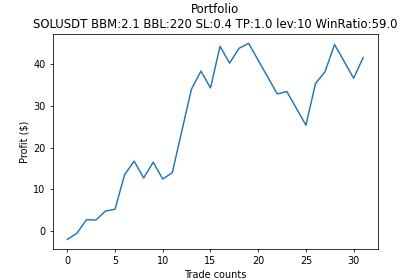 Portfolio
SOLUSDT BBM:2.1 BBL:220 SL:0.4 TP:1.0 lev:10 WinRatio:59.0
40
30
20
10
0
Profit ($)
0 5 10 15 20 25 30
Trade counts